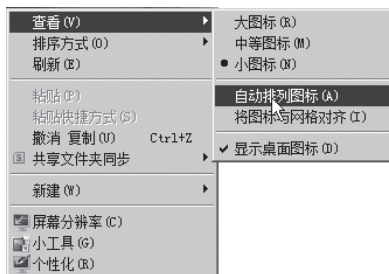 查看(V)
排序方式(O)
刷新(E)
粘贴(P)
粘贴快捷方式(S)
撤消 复制(U) Ctrl+Z
共享文件夹同步
新建(W)
屏幕分辨率(C)
小工具(G)
个性化(R)
大图标(R)
中等图标(M)
小图标(N)
自动排列图标(A)
将图标与网格对齐(I)
显示桌面图标(D)